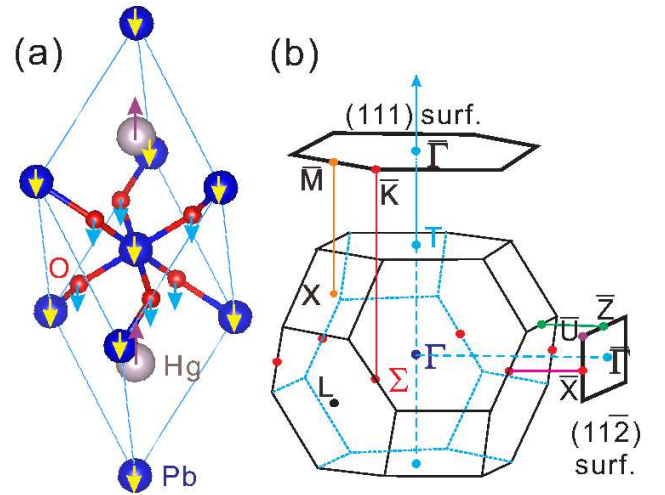 (a)
O
Hg
Pb
(b)
(111) surf.
Γ̅
M̅
K̅
T
X
Γ
Σ
L
Z̅
U̅
Γ̅
X̅
(112̅)
surf.